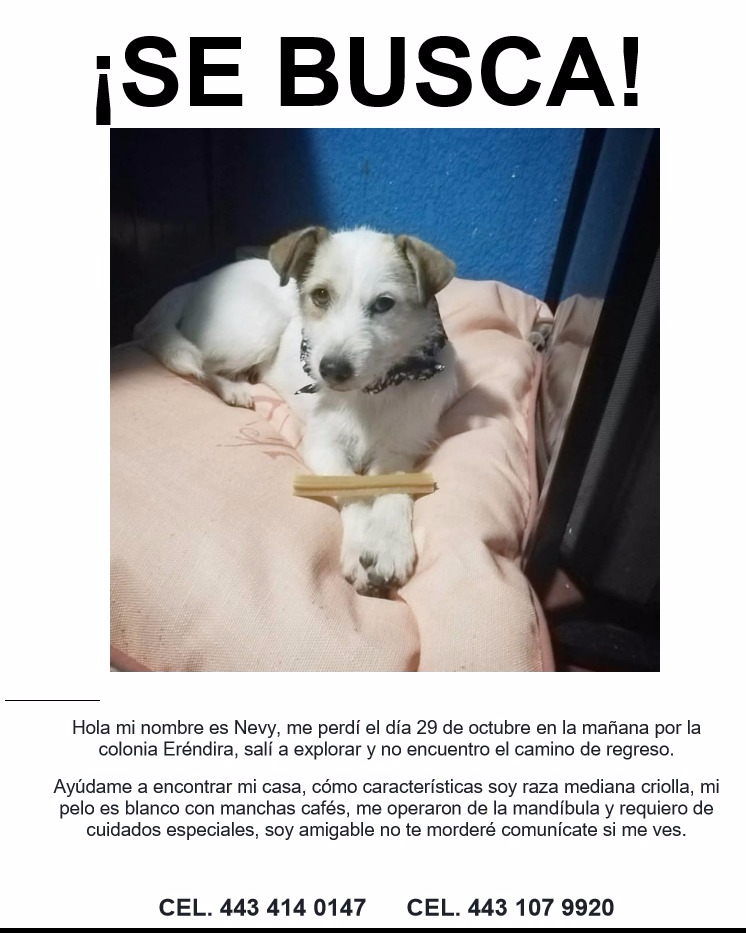 ¡SE BUSCA!
Hola mi nombre es Nevy, me perdí el día 29 de octubre en la mañana por la
colonia Eréndira, salí a explorar y no encuentro el camino de regreso.
Ayúdame a encontrar mi casa, cómo características soy raza mediana criolla, mi
pelo es blanco con manchas cafés, me operaron de la mandíbula y requiero de
cuidados especiales, soy amigable no te morderé comunícate si me ves.
CEL. 443 414 0147 CEL. 443 107 9920